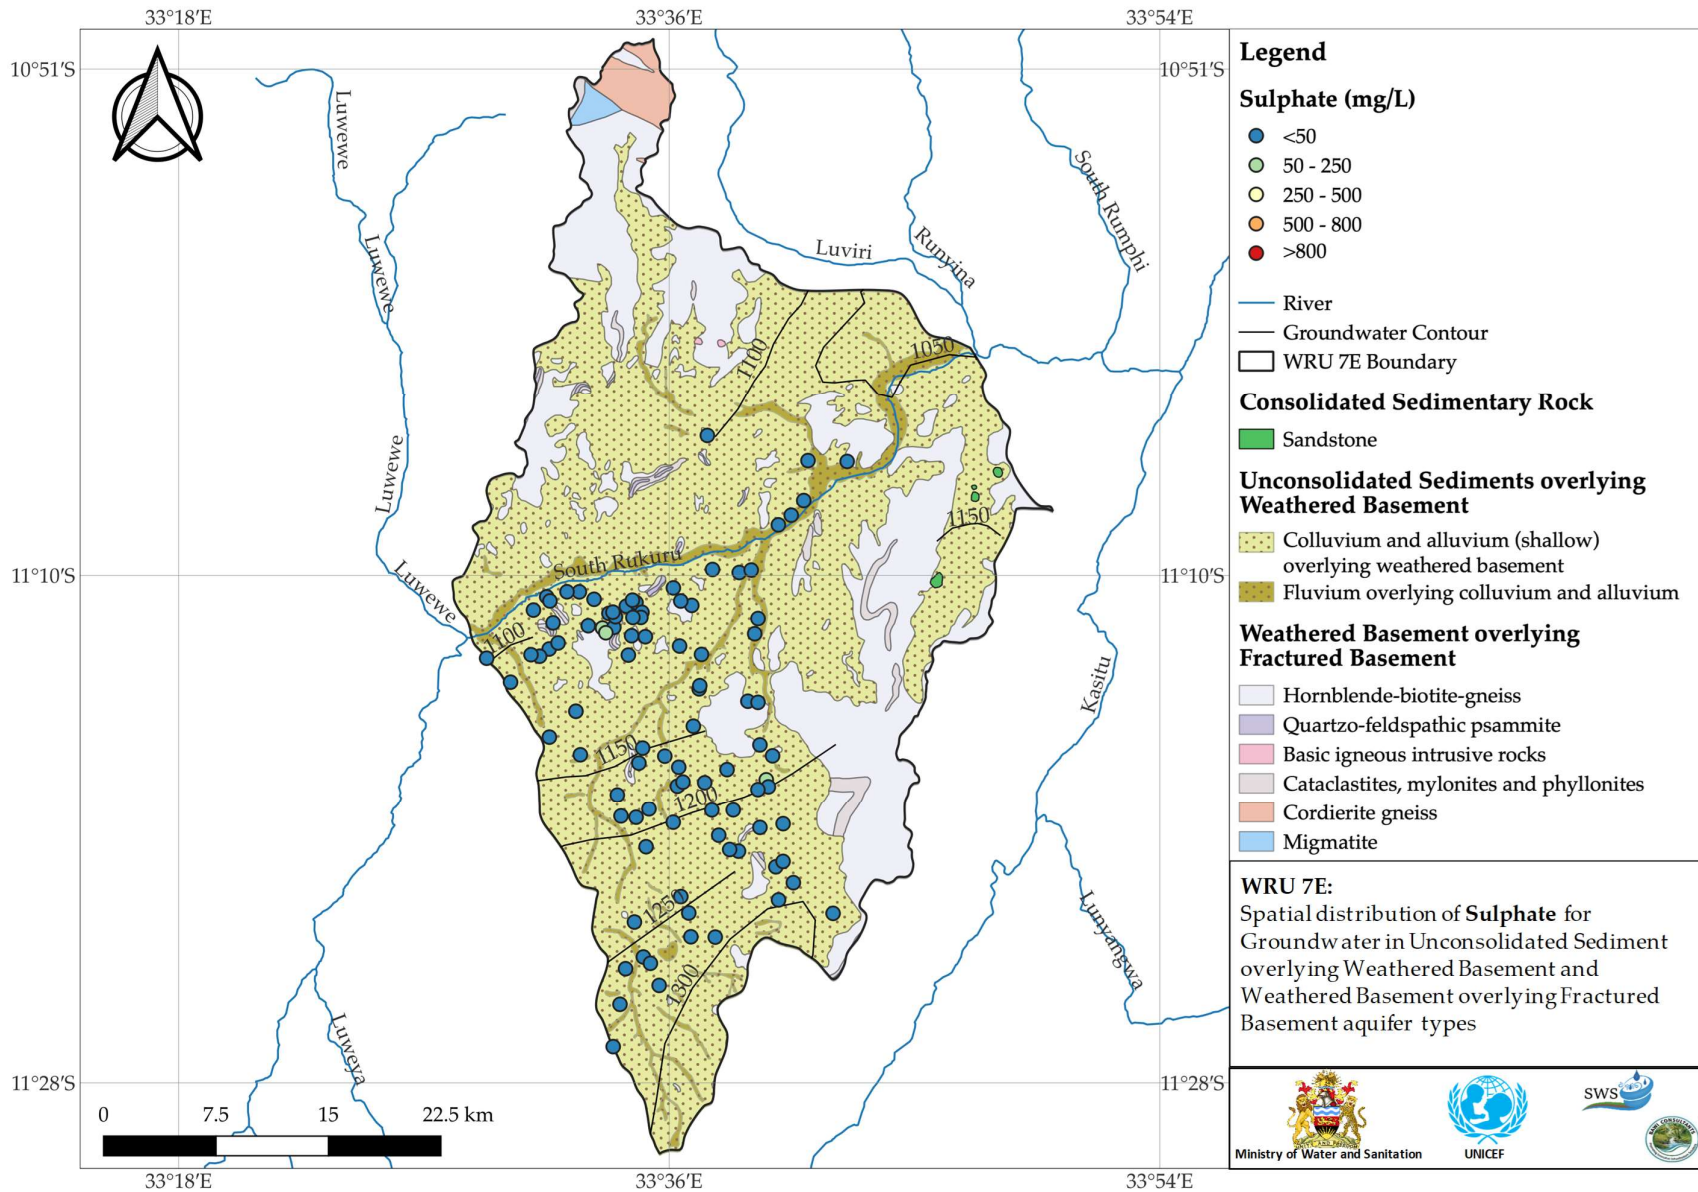 33°18′E
33°36′E
33°54′E
10°51′S
10°51′S
Luwewe
Luwewe
Luwewe
Luwewe
South Rumphi
Runyina
Luviri
1100
1050
1150
11°10′S
11°10′S
South Rukuru
1100
Kasitu
1150
1200
1250
1300
Lunyangwa
Luweya
11°28′S
11°28′S
0 7.5 15 22.5 km
33°18′E
33°36′E
33°54′E
Legend
Sulphate (mg/L)
<50
50 - 250
250 - 500
500 - 800
>800
River
Groundwater Contour
WRU 7E Boundary
Consolidated Sedimentary Rock
Sandstone
Unconsolidated Sediments overlying
Weathered Basement
Colluvium and alluvium (shallow)
overlying weathered basement
Fluvium overlying colluvium and alluvium
Weathered Basement overlying
Fractured Basement
Hornblende-biotite-gneiss
Quartzo-feldspathic psammite
Basic igneous intrusive rocks
Cataclastites, mylonites and phyllonites
Cordierite gneiss
Migmatite
WRU 7E:
Spatial distribution of Sulphate for
Groundwater in Unconsolidated Sediment
overlying Weathered Basement and
Weathered Basement overlying Fractured
Basement aquifer types
Ministry of Water and Sanitation
UNICEF
SWS